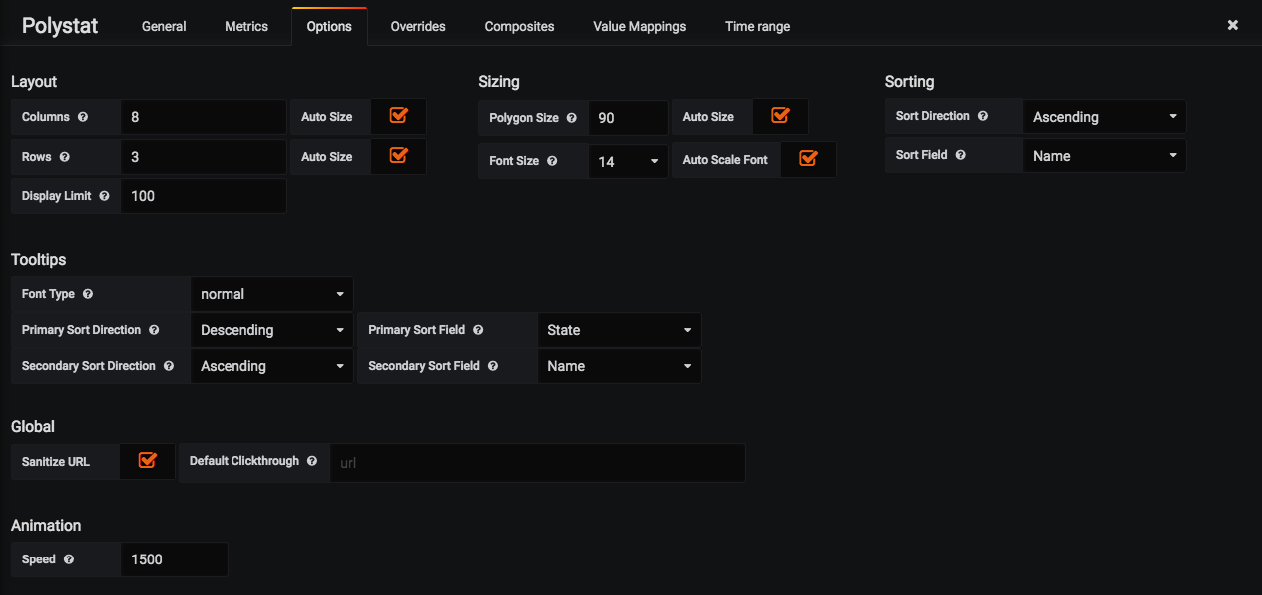 Polystat General Metrics Options Overrides Composites Value Mappings Time range
Layout Sizing Sorting
Columns 8 Auto Size Polygon Size 90 Auto Size Sort Direction Ascending
Rows 3 Auto Size Font Size 14 Auto Scale Font Sort Field Name
Display Limit 100
Tooltips
Font Type normal
Primary Sort Direction Descending Primary Sort Field State
Secondary Sort Direction Ascending Secondary Sort Field Name
Global
Sanitize URL Default Clickthrough url
Animation
Speed 1500